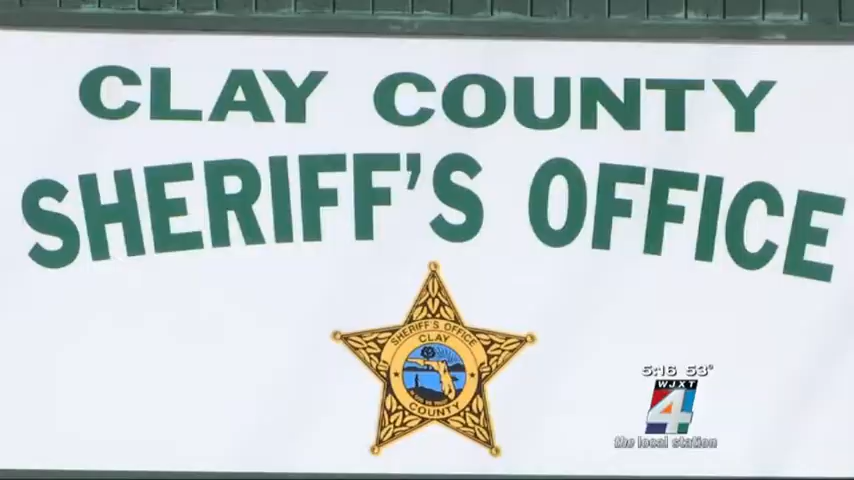 CLAY COUNTY
SHERIFF'S OFFICE
SHERIFF'S OFFICE
CLAY
COUNTY
5:16 53°
WJXT
4
the local station